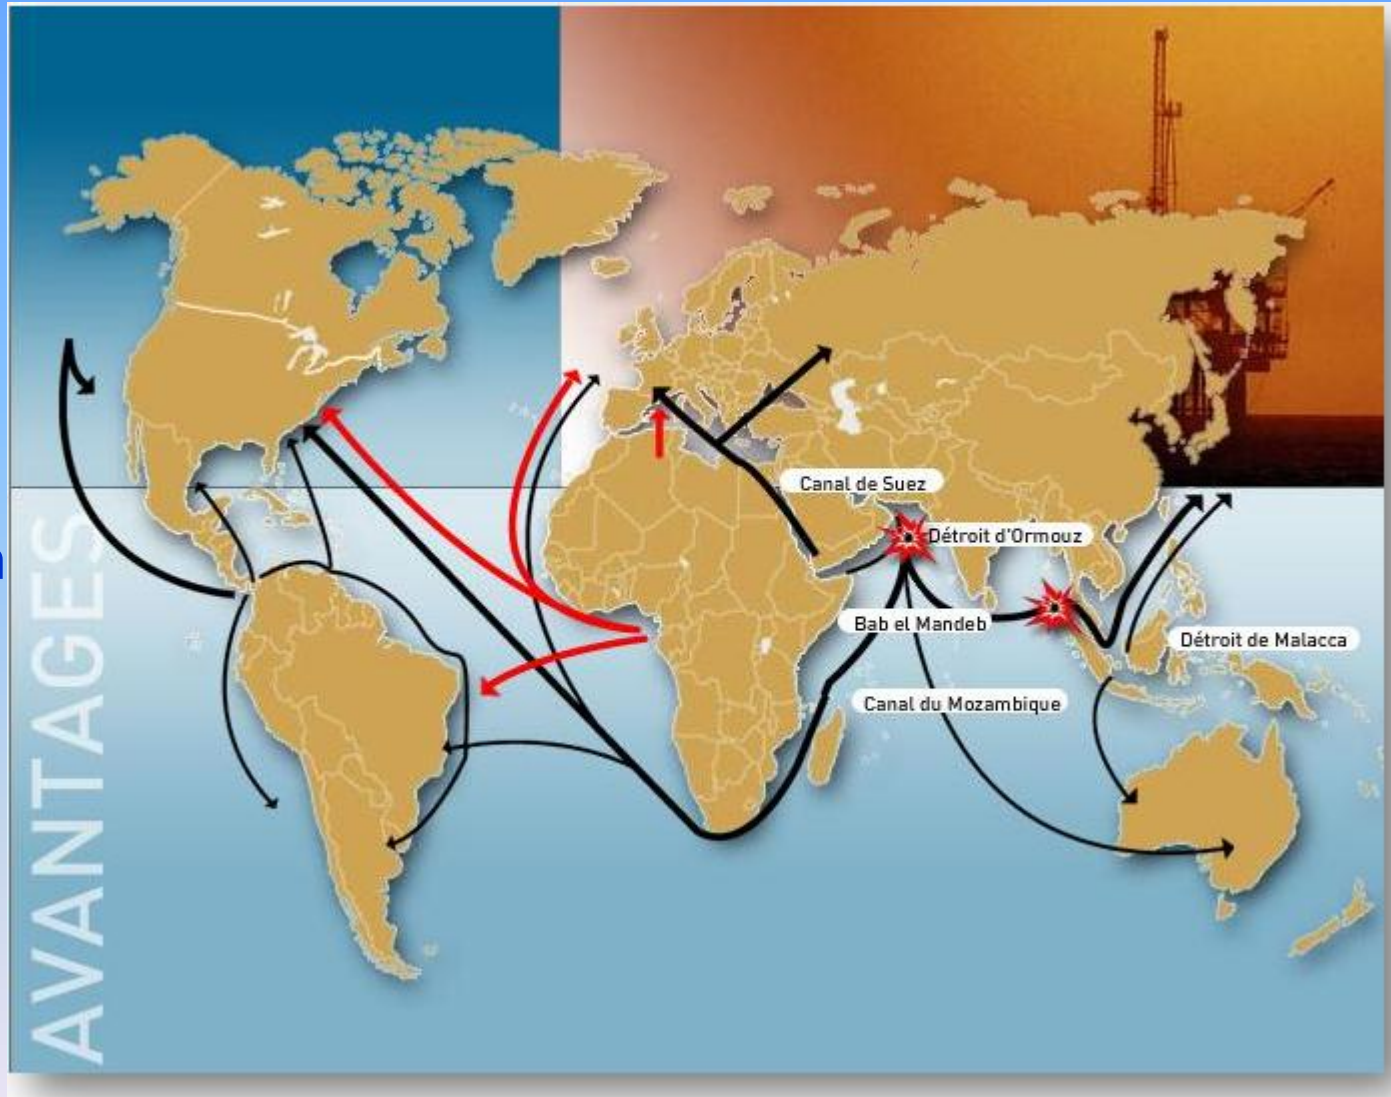 Canal de Suez
Détroit d'Ormouz
Bab el Mandeb
Détroit de Malacca
Canal du Mozambique
AVANTAGES